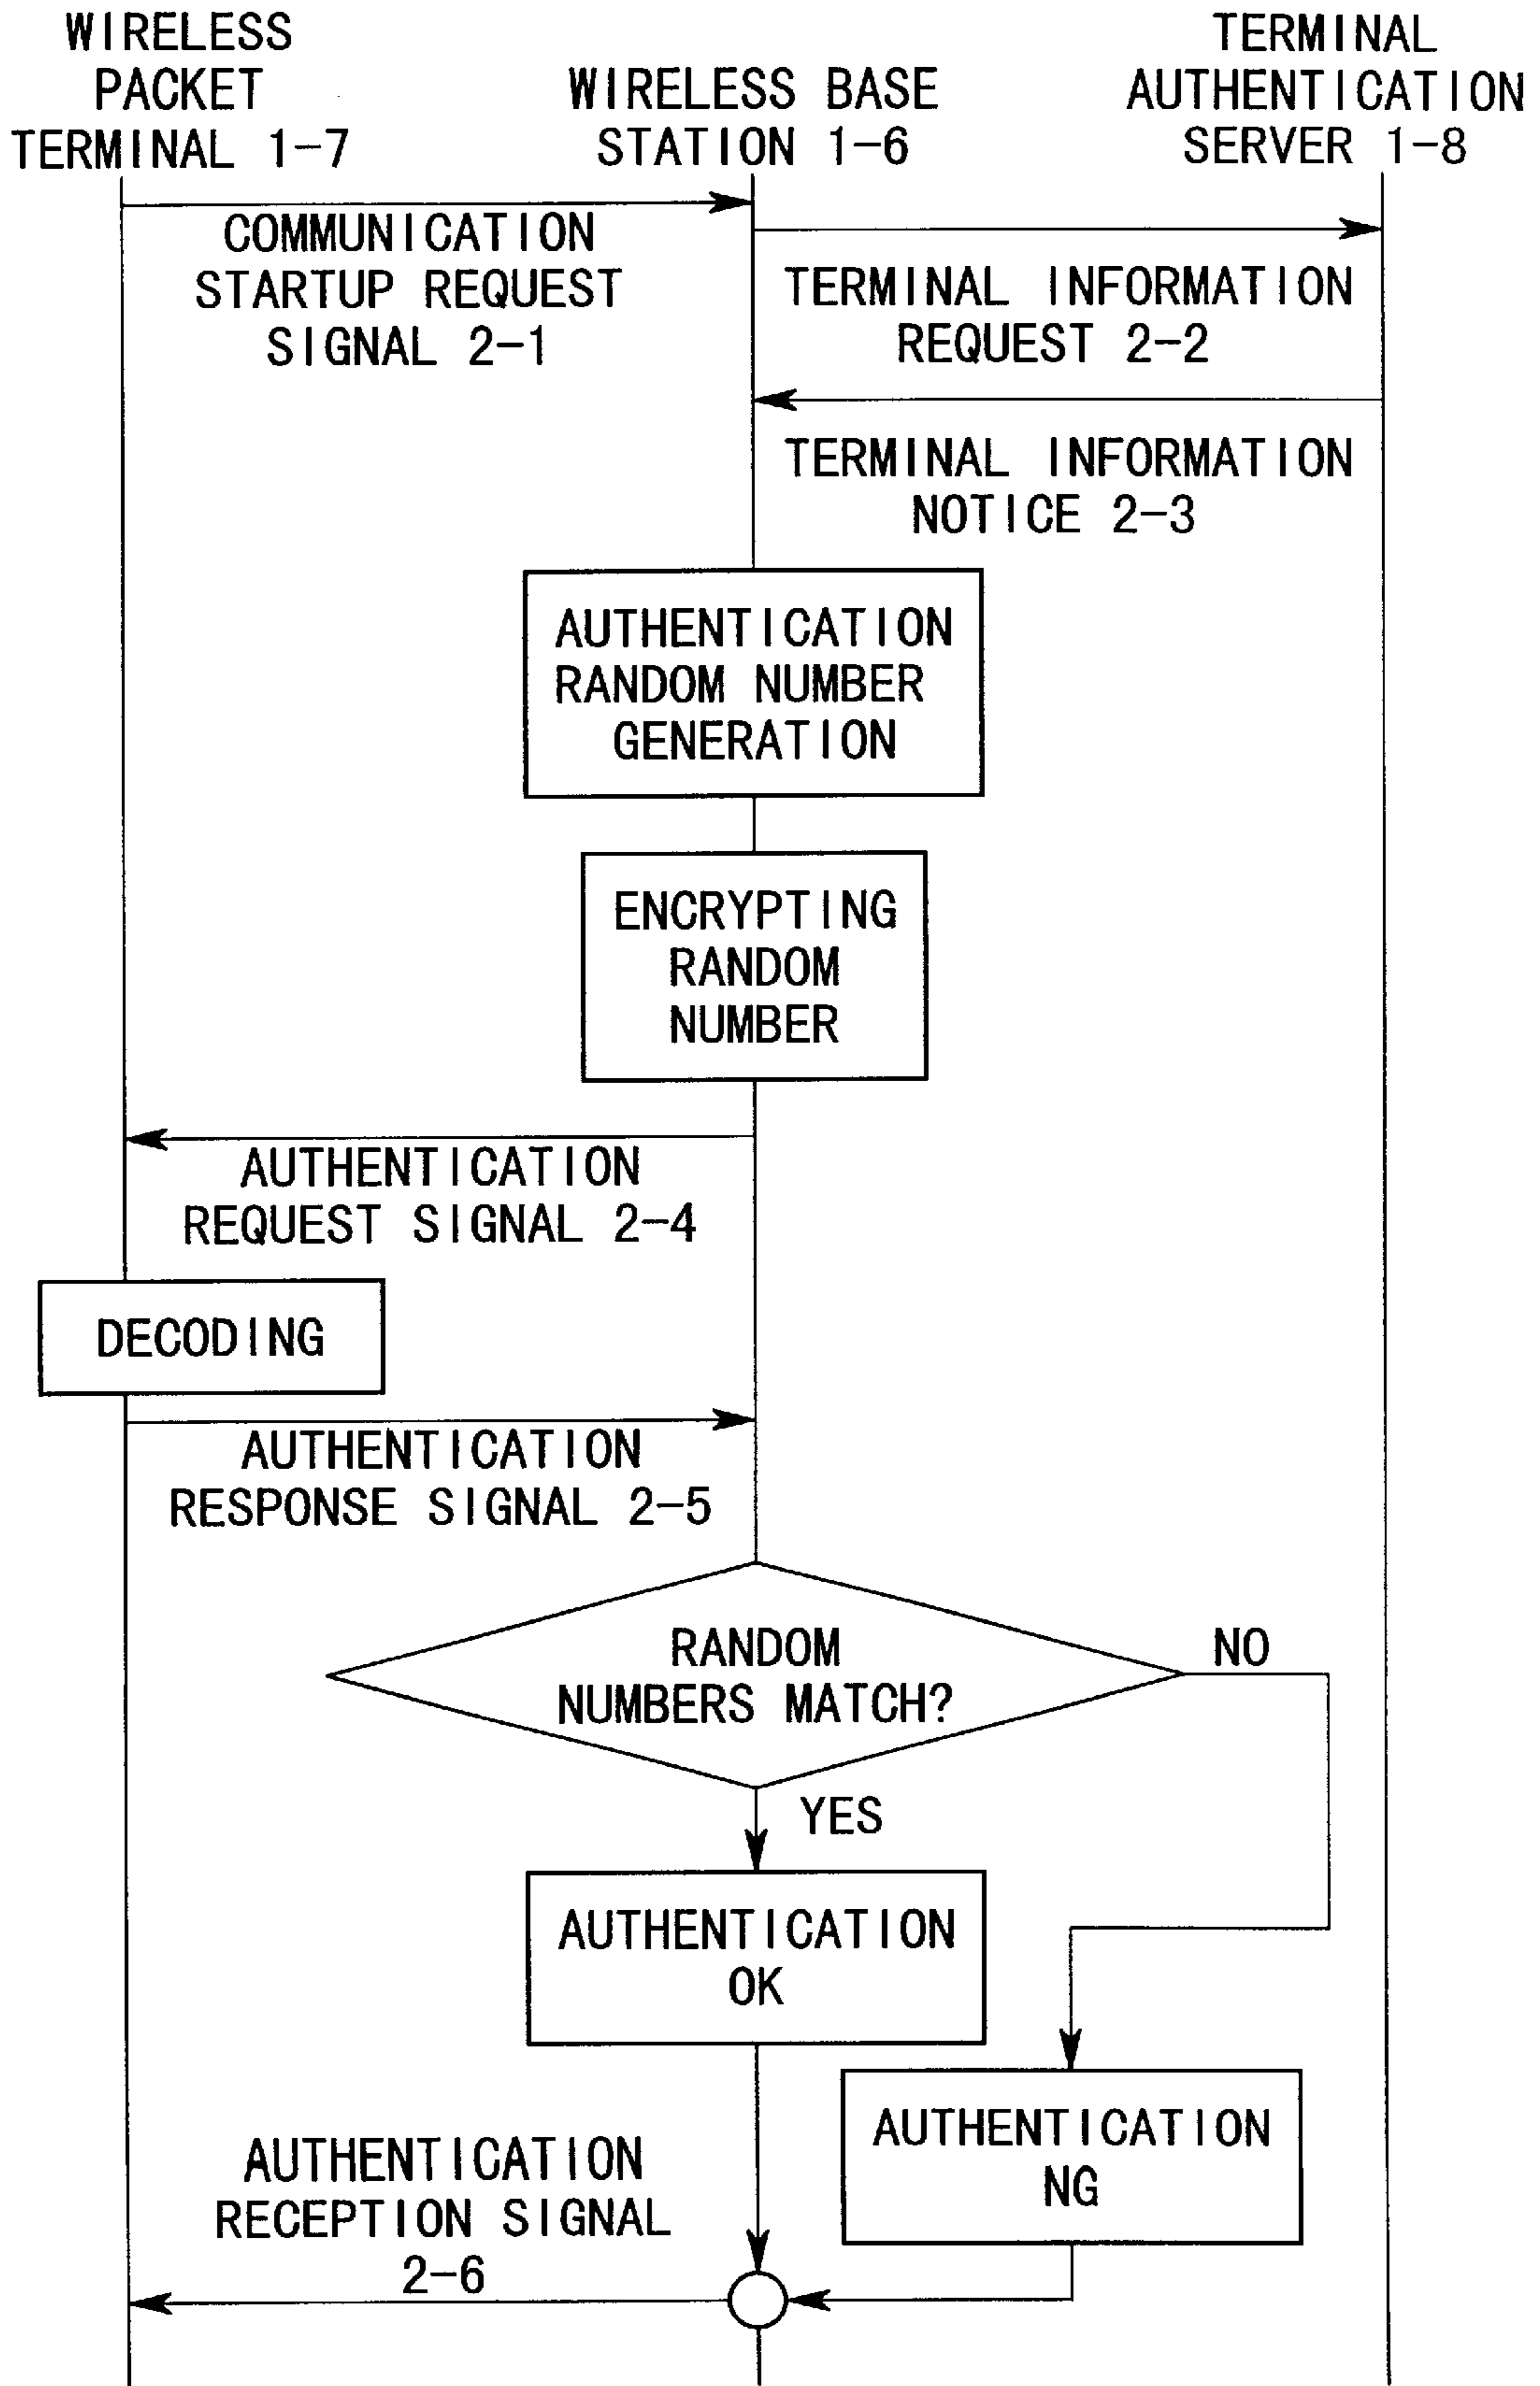 WIRELESS
PACKET
TERMINAL 1-7
WIRELESS BASE
STATION 1-6
TERMINAL
AUTHENTICATION
SERVER 1-8
COMMUNICATION
STARTUP REQUEST
SIGNAL 2-1
TERMINAL INFORMATION
REQUEST 2-2
TERMINAL INFORMATION
NOTICE 2-3
AUTHENTICATION
RANDOM NUMBER
GENERATION
ENCRYPTING
RANDOM
NUMBER
AUTHENTICATION
REQUEST SIGNAL 2-4
DECODING
AUTHENTICATION
RESPONSE SIGNAL 2-5
RANDOM
NUMBERS MATCH?
NO
YES
AUTHENTICATION
OK
AUTHENTICATION
NG
AUTHENTICATION
RECEPTION SIGNAL
2-6